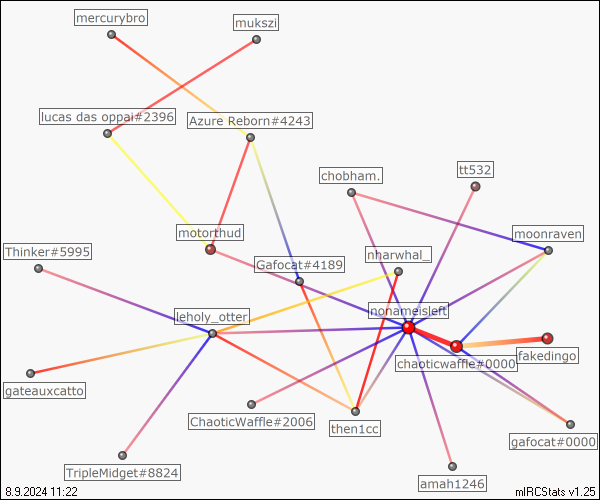 mercurybro
mukszi
lucas das oppai#2396
Azure Reborn#4243
chobham.
tt532
motorthud
moonraven
Thinker#5995
nharwhal_
Gafocat#4189
nonameisleft
leholy_otter
chaoticwaffle#0000
fakedingo
gateauxcatto
ChaoticWaffle#2006
then1cc
gafocat#0000
TripleMidget#8824
amah1246
8.9.2024 11:22
mIRCStats v1.25